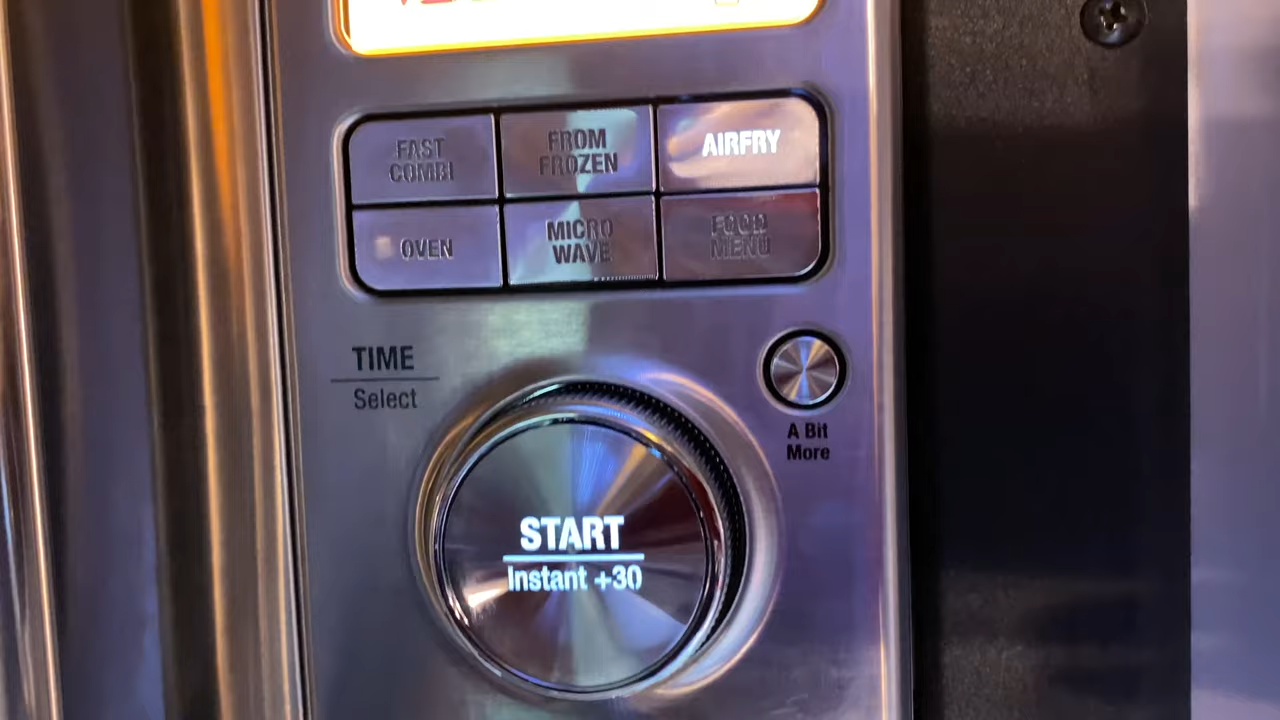 FAST
COMBI
FROM
FROZEN
AIRFRY
OVEN
MICRO
WAVE
FOOD
MENU
TIME
Select
A Bit
More
START
Instant +30